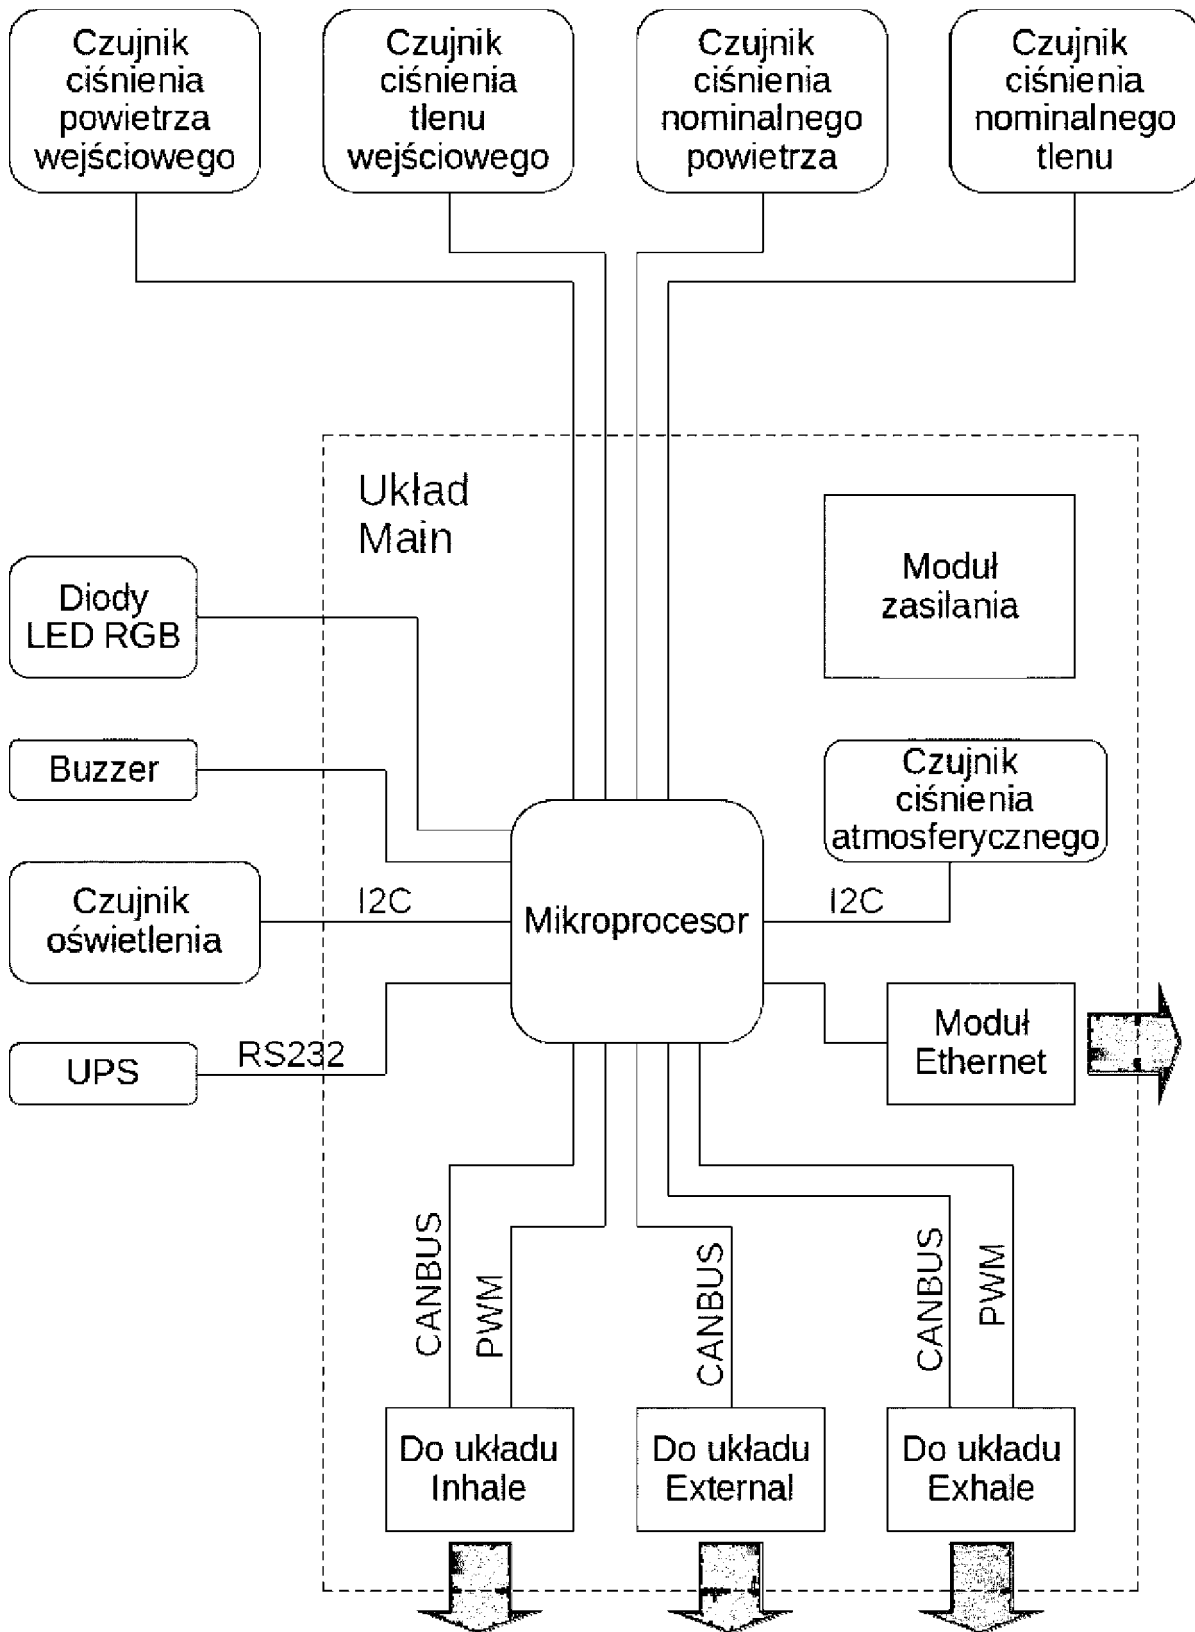 Czujnik
ciśnienia
powietrza
wejściowego
Czujnik
ciśnienia
tlenu
wejściowego
Czujnik
ciśnienia
nominalnego
powietrza
Czujnik
ciśnienia
nominalnego
tlenu
Układ
Main
Moduł
zasilania
Diody
LED RGB
Buzzer
Czujnik
ciśnienia
atmosferycznego
Czujnik
oświetlenia
I2C
Mikroprocesor
I2C
UPS
RS232
Moduł
Ethernet
CANBUS
PWM
CANBUS
CANBUS
PWM
Do układu
Inhale
Do układu
External
Do układu
Exhale